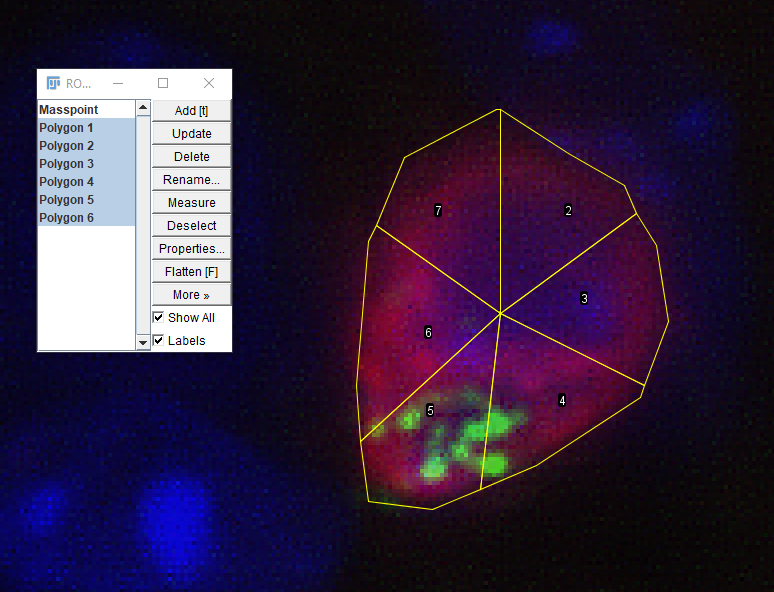 RO...
Masspoint
Polygon 1
Polygon 2
Polygon 3
Polygon 4
Polygon 5
Polygon 6
Add [t]
Update
Delete
Rename...
Measure
Deselect
Properties...
Flatten [F]
More »
Show All
Labels
7
2
3
6
5
4